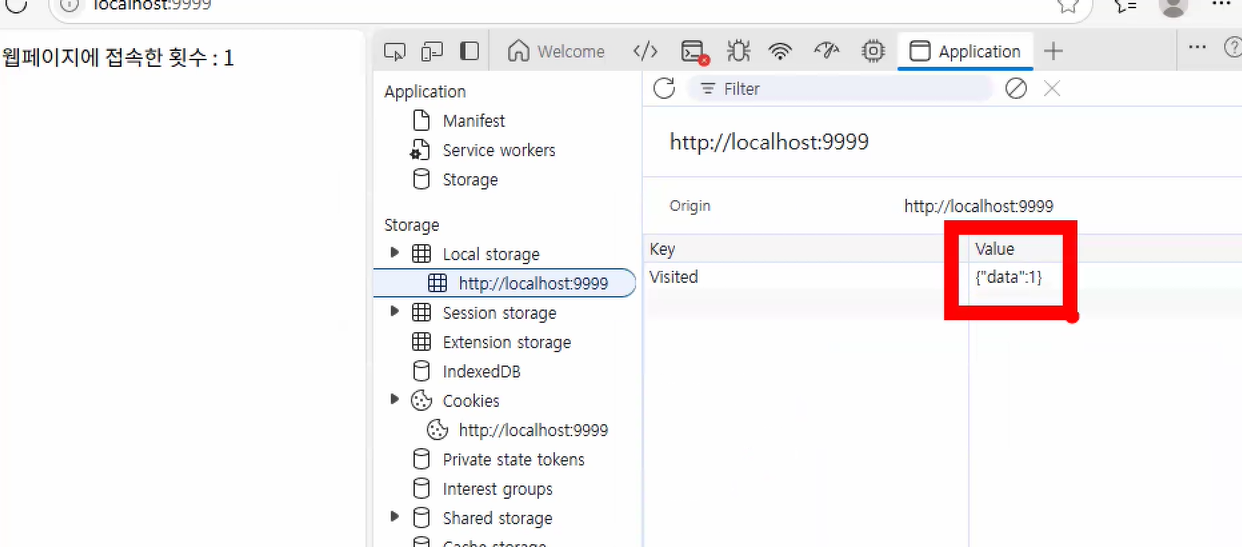 localhost:9999
웹페이지에 접속한 횟수 : 1
Welcome
Application
Application
Manifest
Service workers
Storage
Storage
Local storage
http://localhost:9999
Session storage
Extension storage
IndexedDB
Cookies
http://localhost:9999
Private state tokens
Interest groups
Shared storage
Cache storage
Filter
http://localhost:9999
Origin http://localhost:9999
Key Value
Visited {"data":1}